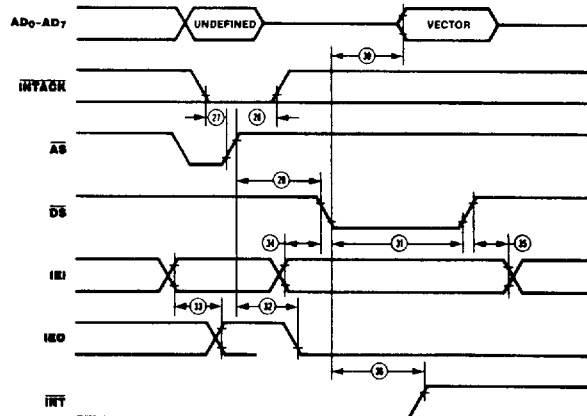 AD0-AD7
UNDEFINED
VECTOR
30
INTACK
27
28
AS
29
DS
34
31
35
IEI
33
32
IEO
36
INT